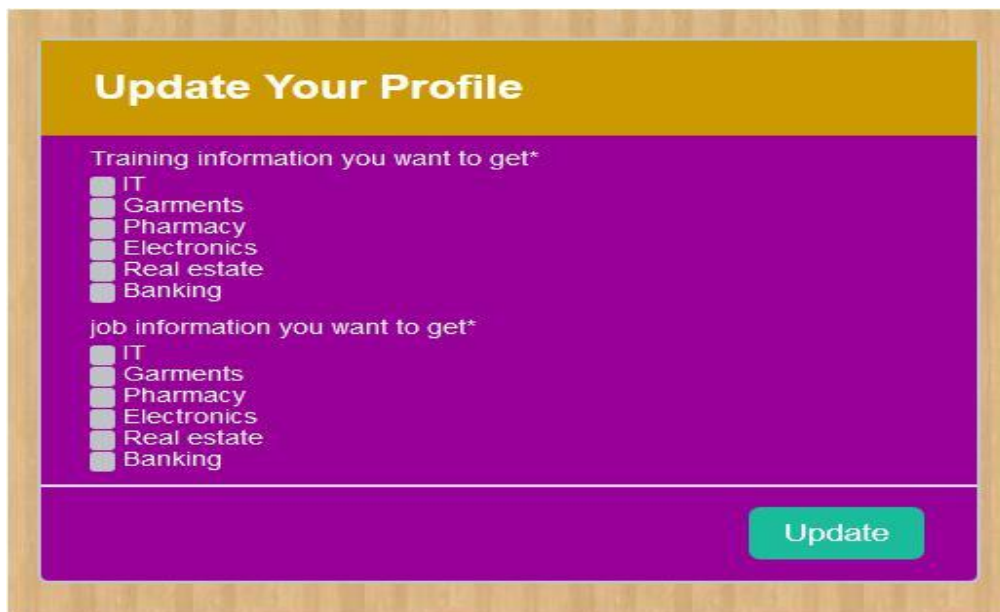 Update Your Profile
Training information you want to get*
IT
Garments
Pharmacy
Electronics
Real estate
Banking
job information you want to get*
IT
Garments
Pharmacy
Electronics
Real estate
Banking
Update